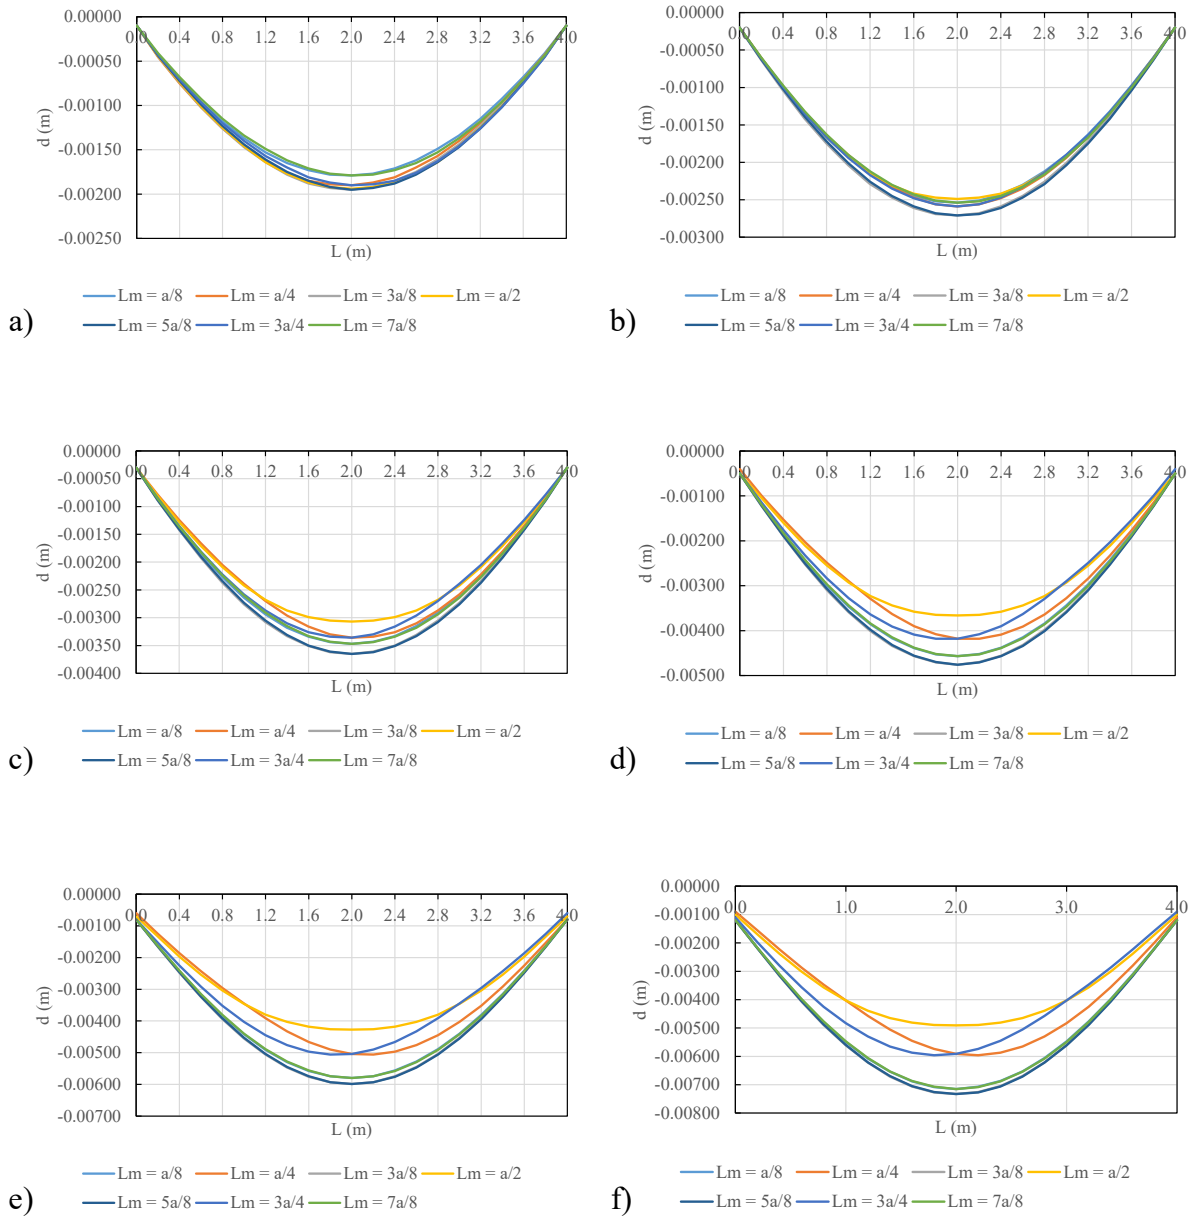 0.00000
0.0 0.4 0.8 1.2 1.6 2.0 2.4 2.8 3.2 3.6 4.0
-0.00050
-0.00100
-0.00150
-0.00200
-0.00250
d (m)
L (m)
Lm = a/8 Lm = a/4 Lm = 3a/8 Lm = a/2
Lm = 5a/8 Lm = 3a/4 Lm = 7a/8
a)
0.00000
0.0 0.4 0.8 1.2 1.6 2.0 2.4 2.8 3.2 3.6 4.0
-0.00050
-0.00100
-0.00150
-0.00200
-0.00250
-0.00300
d (m)
L (m)
Lm = a/8 Lm = a/4 Lm = 3a/8 Lm = a/2
Lm = 5a/8 Lm = 3a/4 Lm = 7a/8
b)
0.00000
0.0 0.4 0.8 1.2 1.6 2.0 2.4 2.8 3.2 3.6 4.0
-0.00050
-0.00100
-0.00150
-0.00200
-0.00250
-0.00300
-0.00350
-0.00400
d (m)
L (m)
Lm = a/8 Lm = a/4 Lm = 3a/8 Lm = a/2
Lm = 5a/8 Lm = 3a/4 Lm = 7a/8
c)
0.00000
0.0 0.4 0.8 1.2 1.6 2.0 2.4 2.8 3.2 3.6 4.0
-0.00100
-0.00200
-0.00300
-0.00400
-0.00500
d (m)
L (m)
Lm = a/8 Lm = a/4 Lm = 3a/8 Lm = a/2
Lm = 5a/8 Lm = 3a/4 Lm = 7a/8
d)
0.00000
0.0 0.4 0.8 1.2 1.6 2.0 2.4 2.8 3.2 3.6 4.0
-0.00100
-0.00200
-0.00300
-0.00400
-0.00500
-0.00600
-0.00700
d (m)
L (m)
Lm = a/8 Lm = a/4 Lm = 3a/8 Lm = a/2
Lm = 5a/8 Lm = 3a/4 Lm = 7a/8
e)
0.00000
0.0 1.0 2.0 3.0 4.0
-0.00100
-0.00200
-0.00300
-0.00400
-0.00500
-0.00600
-0.00700
-0.00800
d (m)
L (m)
Lm = a/8 Lm = a/4 Lm = 3a/8 Lm = a/2
Lm = 5a/8 Lm = 3a/4 Lm = 7a/8
f)